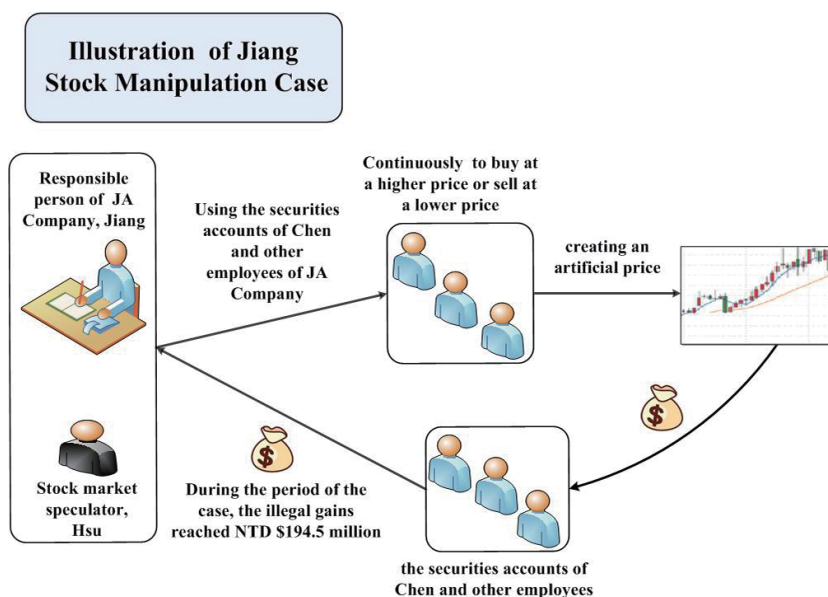 Illustration of Jiang
Stock Manipulation Case
Responsible
person of JA
Company, Jiang
Using the securities
accounts of Chen
and other
employees of JA
Company
Continuously to buy at
a higher price or sell at
a lower price
creating an
artificial price
Stock market
speculator,
Hsu
$
During the period of the
case, the illegal gains
reached NTD $194.5 million
$
the securities accounts of
Chen and other employees